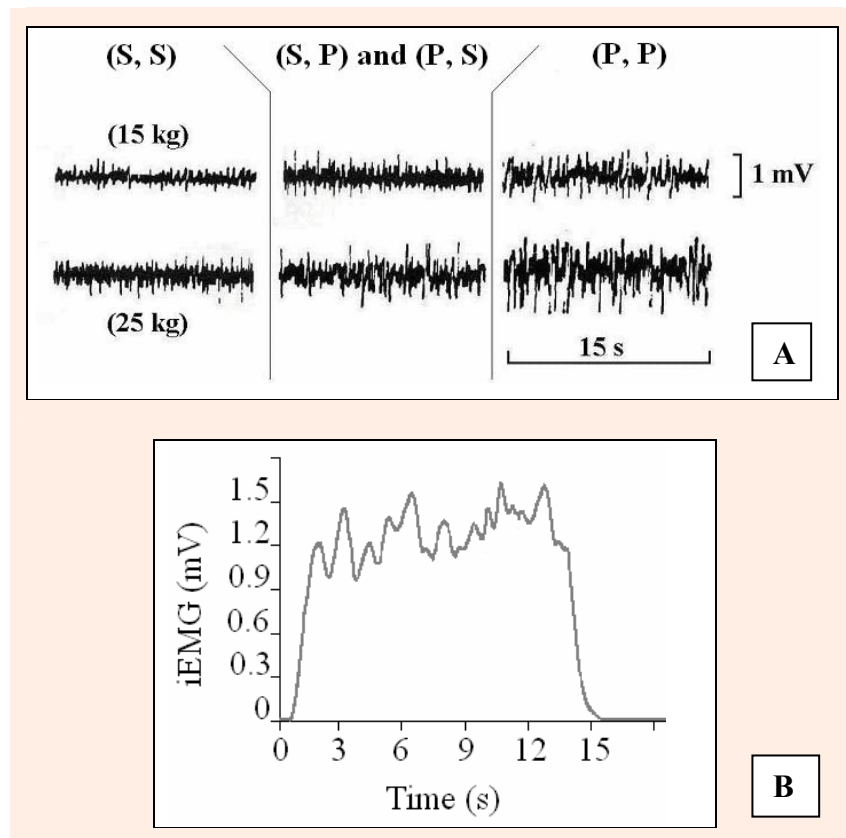 (S, S) (S, P) and (P, S) (P, P)
(15 kg)
1 mV
(25 kg)
15 s
A
1.5
1.2
0.9
0.6
0.3
0
iEMG (mV)
0 3 6 9 12 15
Time (s)
B